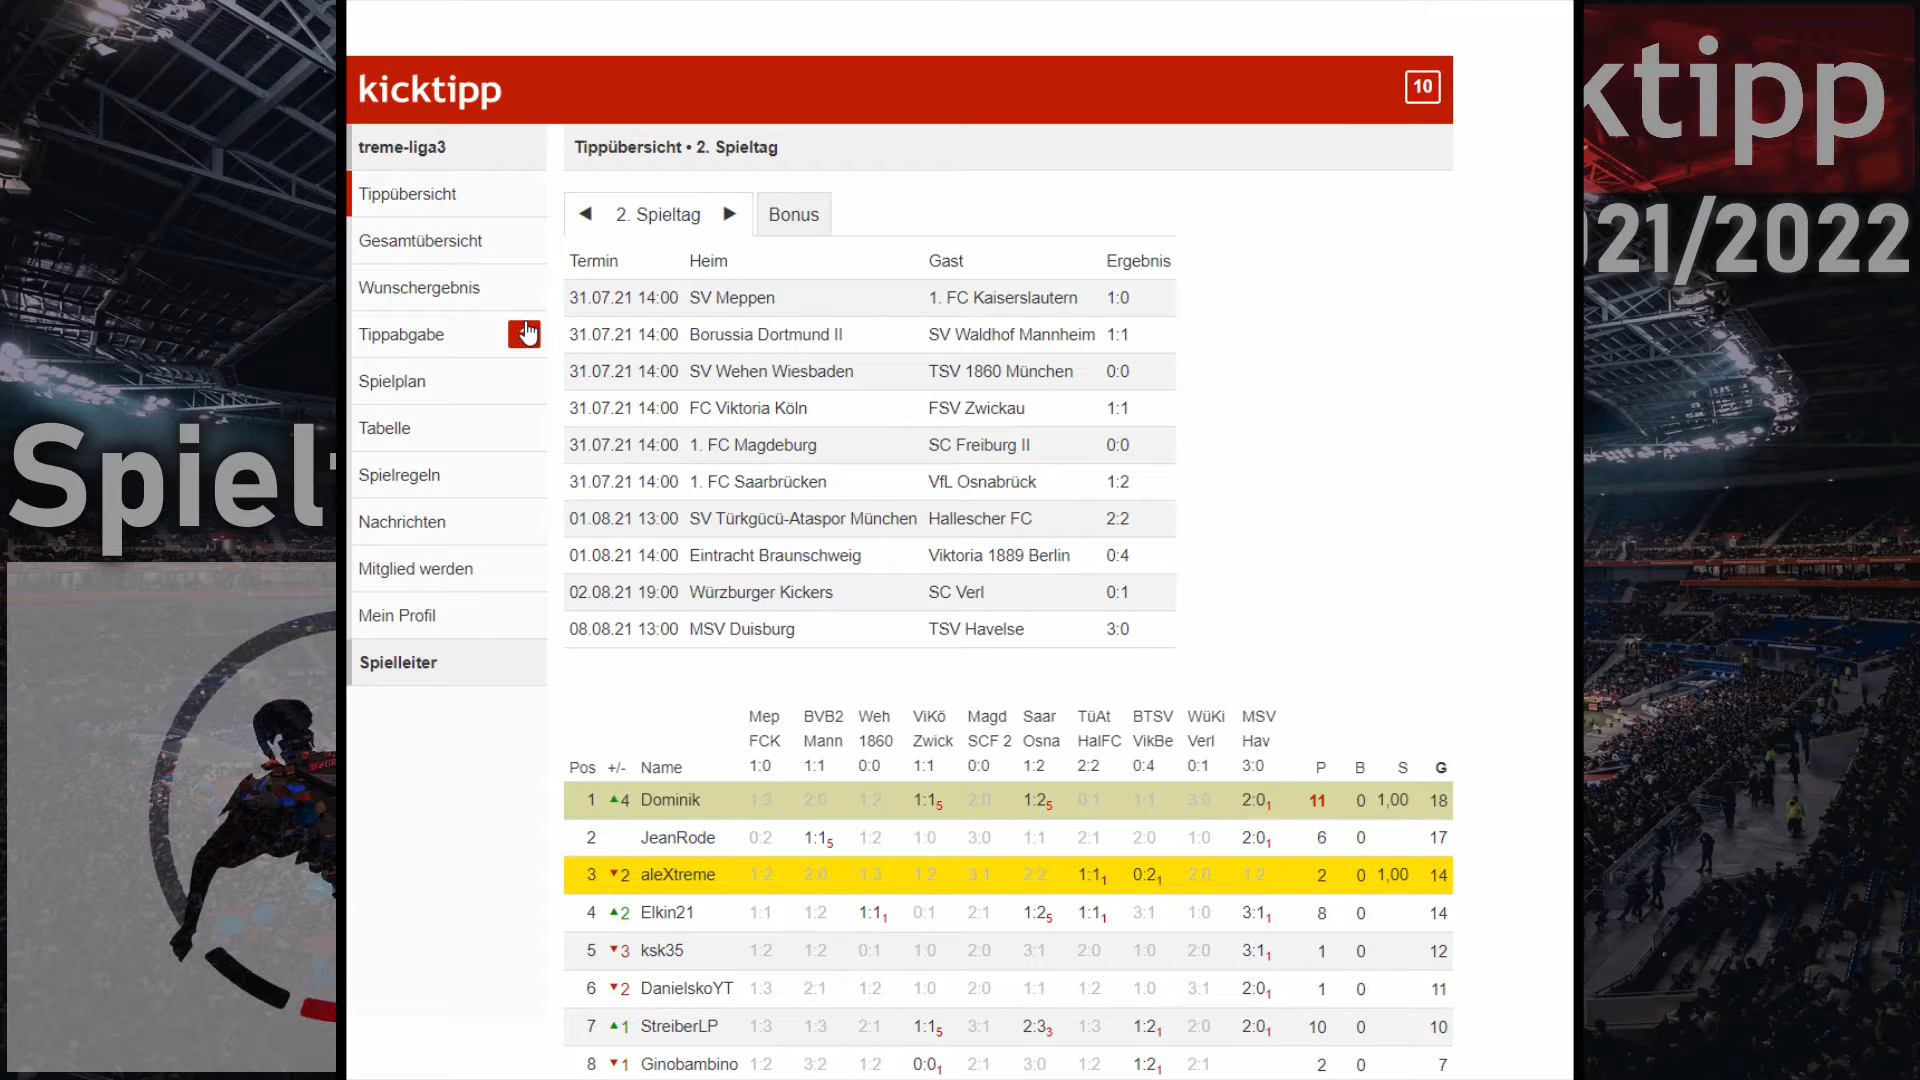 kicktipp
10
ktipp
021/2022
Spiel
treme-liga3
Tippübersicht
Gesamtübersicht
Wunschergebnis
Tippabgabe
Spielplan
Tabelle
Spielregeln
Nachrichten
Mitglied werden
Mein Profil
Spielleiter
Tippübersicht • 2. Spieltag
◀ 2. Spieltag ▶ Bonus
Termin Heim Gast Ergebnis
31.07.21 14:00 SV Meppen 1. FC Kaiserslautern 1:0
31.07.21 14:00 Borussia Dortmund II SV Waldhof Mannheim 1:1
31.07.21 14:00 SV Wehen Wiesbaden TSV 1860 München 0:0
31.07.21 14:00 FC Viktoria Köln FSV Zwickau 1:1
31.07.21 14:00 1. FC Magdeburg SC Freiburg II 0:0
31.07.21 14:00 1. FC Saarbrücken VfL Osnabrück 1:2
01.08.21 13:00 SV Türkgücü-Ataspor München Hallescher FC 2:2
01.08.21 14:00 Eintracht Braunschweig Viktoria 1889 Berlin 0:4
02.08.21 19:00 Würzburger Kickers SC Verl 0:1
08.08.21 13:00 MSV Duisburg TSV Havelse 3:0
Mep BVB2 Weh ViKö Magd Saar TüAt BTSV WüKi MSV
FCK Mann 1860 Zwick SCF 2 Osna HalFC VikBe Verl Hav
Pos +/- Name 1:0 1:1 0:0 1:1 0:0 1:2 2:2 0:4 0:1 3:0 P B S G
1 ▲4 Dominik 1:3 2:0 1:2 1:1 5 2:0 1:2 5 0:1 1:1 3:0 2:0 1 11 0 1,00 18
2 JeanRode 0:2 1:1 5 1:2 1:0 3:0 1:1 2:1 2:0 1:0 2:0 1 6 0 17
3 ▼2 aleXtreme 1:2 2:0 1:3 1:2 3:1 2:2 1:1 1 0:2 1 2:0 1:2 2 0 1,00 14
4 ▲2 Elkin21 1:1 1:2 1:1 1 0:1 2:1 1:2 5 1:1 1 3:1 1:0 3:1 1 8 0 14
5 ▼3 ksk35 1:2 1:2 0:1 1:0 2:0 3:1 2:0 1:0 2:0 3:1 1 1 0 12
6 ▼2 DanielskoYT 1:3 2:1 1:2 1:0 2:0 1:1 1:2 1:0 3:1 2:0 1 1 0 11
7 ▲1 StreiberLP 1:3 1:3 2:1 1:1 5 3:1 2:3 3 1:3 1:2 1 2:0 2:0 1 10 0 10
8 ▼1 Ginobambino 1:2 3:2 1:2 0:0 1 2:1 3:0 1:2 1:2 1 2:1 2 0 7